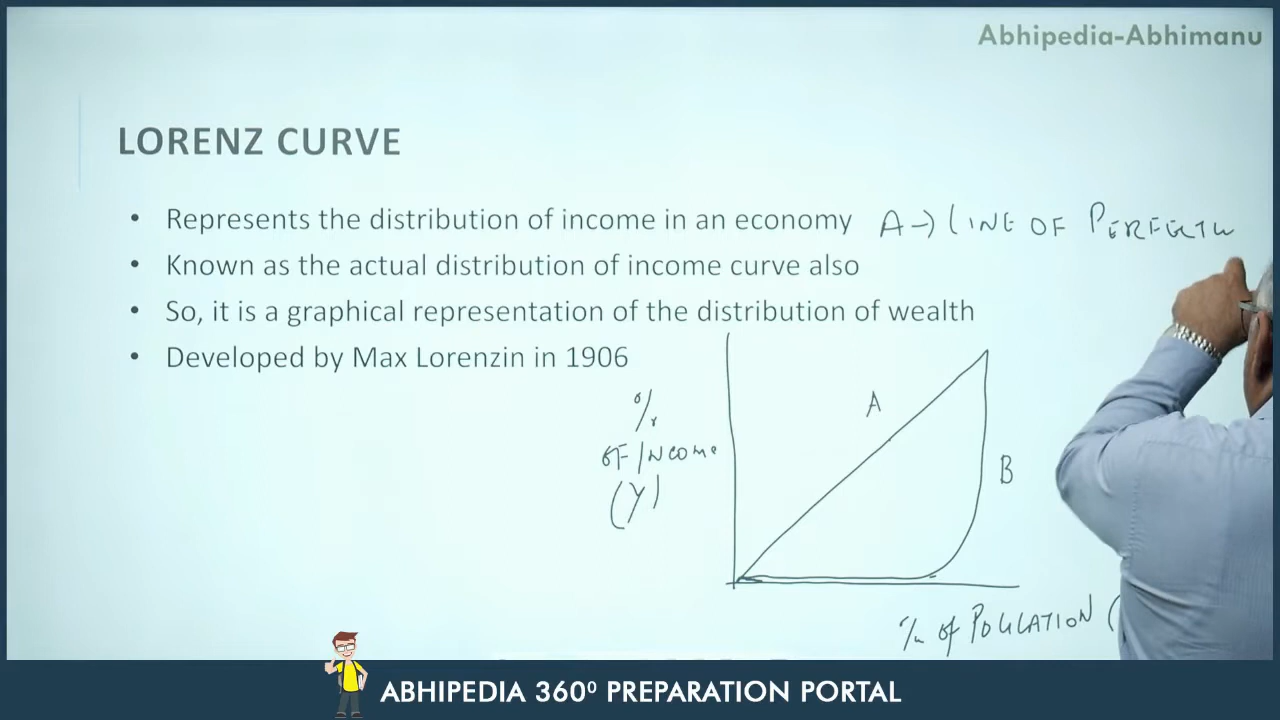 Abhipedia-Abhimanu
LORENZ CURVE
• Represents the distribution of income in an economy
A → LINE OF PERFECTLY
• Known as the actual distribution of income curve also
• So, it is a graphical representation of the distribution of wealth
• Developed by Max Lorenzin in 1906
%
OF INCOME
(Y)
A
B
% of POPULATION (
ABHIPEDIA 360⁰ PREPARATION PORTAL